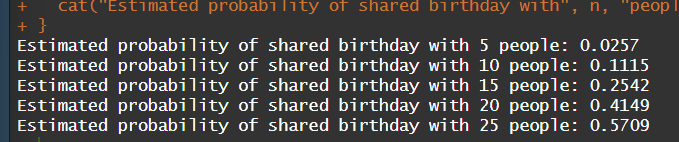 +   cat("Estimated probability of shared birthday with", n, "peopl
+ }
Estimated probability of shared birthday with 5 people: 0.0257
Estimated probability of shared birthday with 10 people: 0.1115
Estimated probability of shared birthday with 15 people: 0.2542
Estimated probability of shared birthday with 20 people: 0.4149
Estimated probability of shared birthday with 25 people: 0.5709